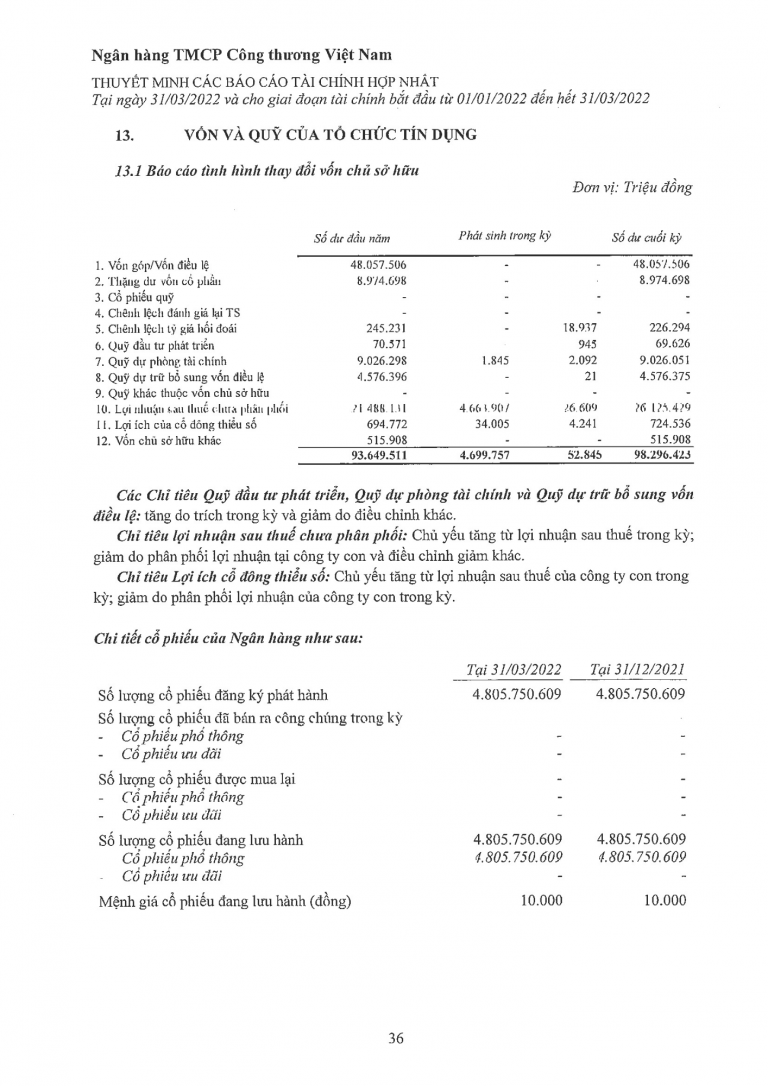 Ngân hàng TMCP Công thương Việt Nam
THUYẾT MINH CÁC BÁO CÁO TÀI CHÍNH HỢP NHẤT
Tại ngày 31/03/2022 và cho giai đoạn tài chính bắt đầu từ 01/01/2022 đến hết 31/03/2022
13. VỐN VÀ QUỸ CỦA TỔ CHỨC TÍN DỤNG
13.1 Báo cáo tình hình thay đổi vốn chủ sở hữu
Đơn vị: Triệu đồng
Số dư đầu năm Phát sinh trong kỳ Số dư cuối kỳ
1. Vốn góp/Vốn điều lệ 48.057.506 - - 48.057.506
2. Thặng dư vốn cổ phần 8.974.698 - - 8.974.698
3. Cổ phiếu quỹ - - - -
4. Chênh lệch đánh giá lại TS - - - -
5. Chênh lệch tỷ giá hối đoái 245.231 - 18.937 226.294
6. Quỹ đầu tư phát triển 70.571 945 69.626
7. Quỹ dự phòng tài chính 9.026.298 1.845 2.092 9.026.051
8. Quỹ dự trữ bổ sung vốn điều lệ 4.576.396 - 21 4.576.375
9. Quỹ khác thuộc vốn chủ sở hữu - - - -
10. Lợi nhuận sau thuế chưa phân phối 21.488.131 4.663.907 26.609 26.125.429
11. Lợi ích của cổ đông thiểu số 694.772 34.005 4.241 724.536
12. Vốn chủ sở hữu khác 515.908 - - 515.908
93.649.511 4.699.757 52.845 98.296.423
Các Chỉ tiêu Quỹ đầu tư phát triển, Quỹ dự phòng tài chính và Quỹ dự trữ bổ sung vốn
điều lệ: tăng do trích trong kỳ và giảm do điều chỉnh khác.
Chỉ tiêu lợi nhuận sau thuế chưa phân phối: Chủ yếu tăng từ lợi nhuận sau thuế trong kỳ;
giảm do phân phối lợi nhuận tại công ty con và điều chỉnh giảm khác.
Chỉ tiêu Lợi ích cổ đông thiểu số: Chủ yếu tăng từ lợi nhuận sau thuế của công ty con trong
kỳ; giảm do phân phối lợi nhuận của công ty con trong kỳ.
Chi tiết cổ phiếu của Ngân hàng như sau:
Tại 31/03/2022 Tại 31/12/2021
Số lượng cổ phiếu đăng ký phát hành 4.805.750.609 4.805.750.609
Số lượng cổ phiếu đã bán ra công chúng trong kỳ
- Cổ phiếu phổ thông - -
- Cổ phiếu ưu đãi - -
Số lượng cổ phiếu được mua lại - -
- Cổ phiếu phổ thông - -
- Cổ phiếu ưu đãi - -
Số lượng cổ phiếu đang lưu hành 4.805.750.609 4.805.750.609
Cổ phiếu phổ thông 4.805.750.609 4.805.750.609
- Cổ phiếu ưu đãi - -
Mệnh giá cổ phiếu đang lưu hành (đồng) 10.000 10.000
36